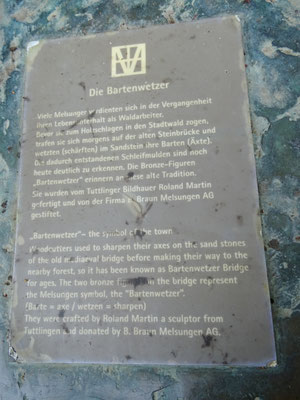 Die Bartenwetzer
Viele Melsunger verdienten sich in der Vergangenheit
ihren Lebensunterhalt als Waldarbeiter.
Bevor sie zum Holzschlagen in den Stadtwald zogen,
trafen sie sich morgens auf der alten Steinbrücke und
wetzten (schärften) im Sandstein ihre Barten (Äxte).
Die dadurch entstandenen Schleifmulden sind noch
heute deutlich zu erkennen. Die Bronze-Figuren
„Bartenwetzer" erinnern an diese alte Tradition.
Sie wurden vom Tuttlinger Bildhauer Roland Martin
gefertigt und von der Firma B. Braun Melsungen AG
gestiftet.
„Bartenwetzer"– the symbol of the town
Woodcutters used to sharpen their axes on the sand stones
of the old mediaeval bridge before making their way to the
nearby forest, so it has been known as Bartenwetzer Bridge
for ages. The two bronze figures in the bridge represent
the Melsungen symbol, the "Bartenwetzer".
(Barte = axe / wetzen = sharpen)
They were crafted by Roland Martin a sculptor from
Tuttlingen and donated by B. Braun Melsungen AG.